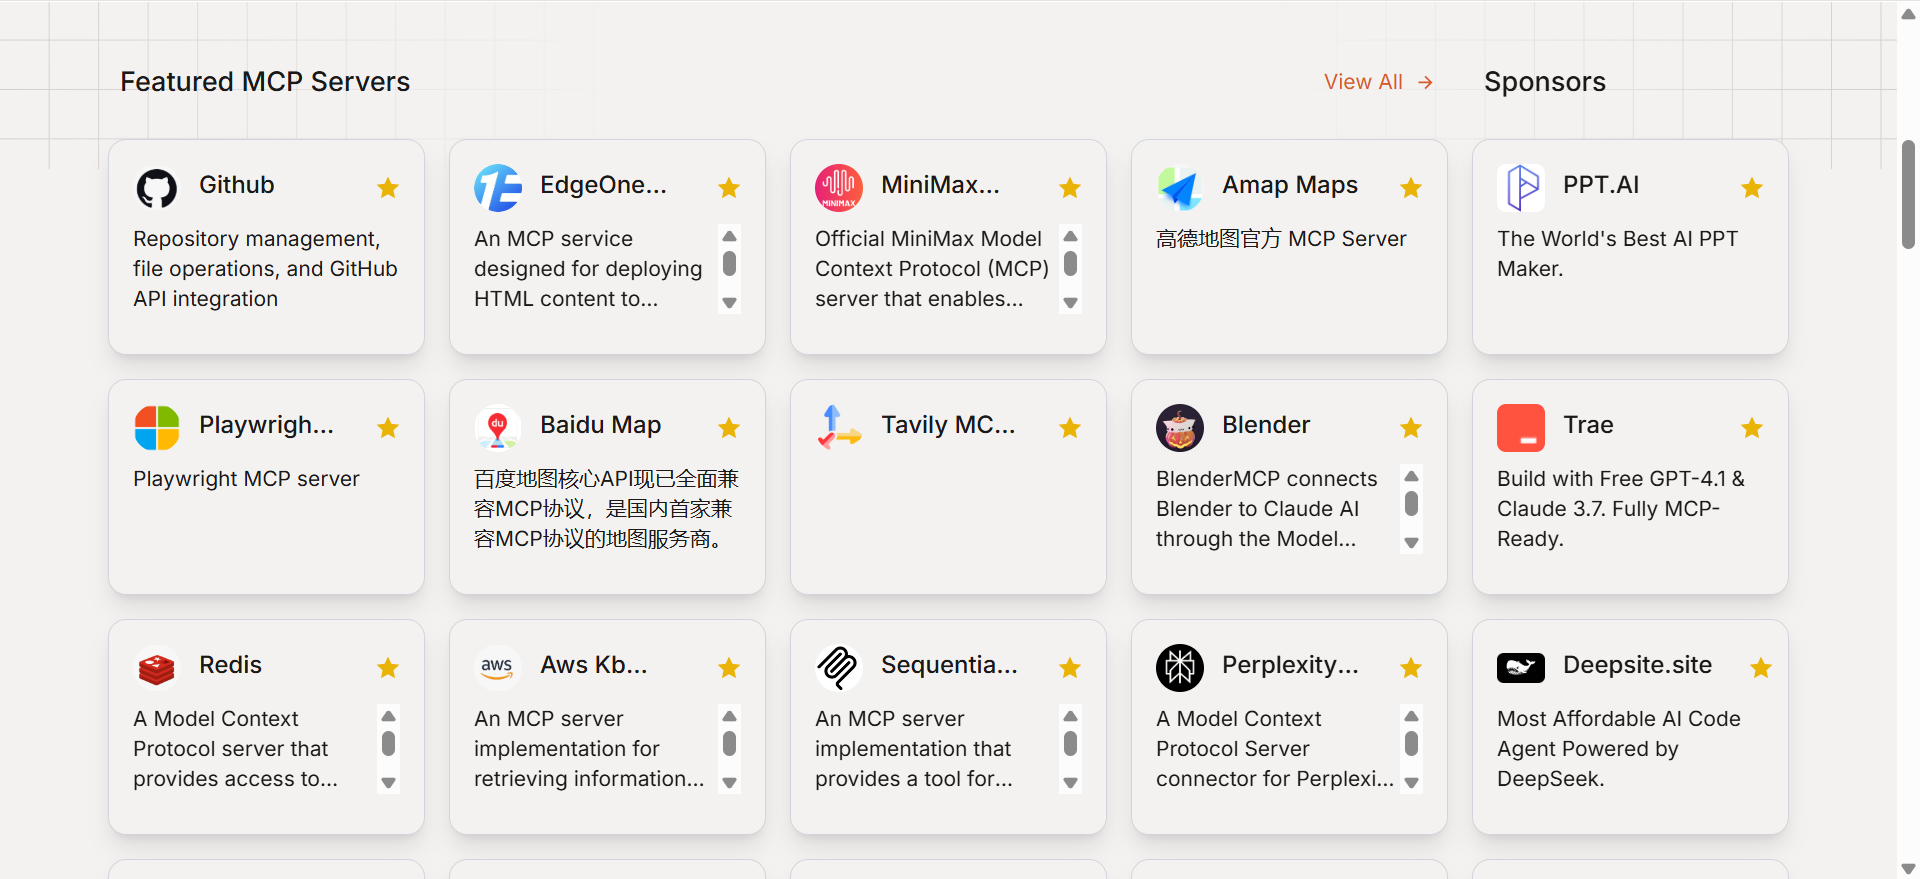 Featured MCP Servers
View All →
Sponsors
Github
Repository management,
file operations, and GitHub
API integration
EdgeOne...
An MCP service
designed for deploying
HTML content to...
MINIMAX
MiniMax...
Official MiniMax Model
Context Protocol (MCP)
server that enables...
Amap Maps
高德地图官方 MCP Server
PPT.AI
The World's Best AI PPT
Maker.
Playwrigh...
Playwright MCP server
du
Baidu Map
百度地图核心API现已全面兼
容MCP协议，是国内首家兼
容MCP协议的地图服务商。
Tavily MC...
Blender
BlenderMCP connects
Blender to Claude AI
through the Model...
Trae
Build with Free GPT-4.1 &
Claude 3.7. Fully MCP-
Ready.
Redis
A Model Context
Protocol server that
provides access to...
aws
Aws Kb...
An MCP server
implementation for
retrieving information...
Sequentia...
An MCP server
implementation that
provides a tool for...
Perplexity...
A Model Context
Protocol Server
connector for Perplexi...
Deepsite.site
Most Affordable AI Code
Agent Powered by
DeepSeek.